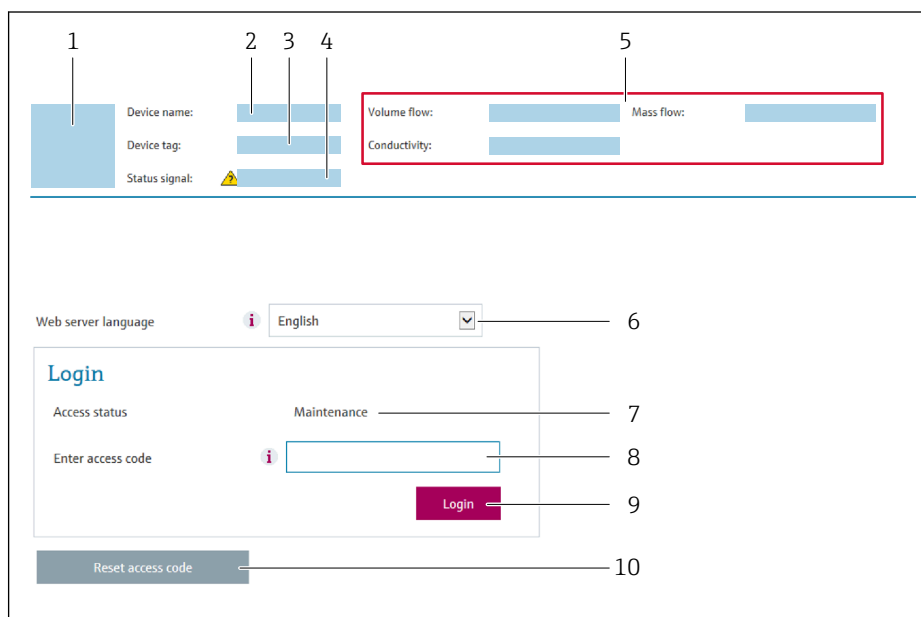 1 2 3 4 5
Device name: Volume flow: Mass flow:
Device tag: Conductivity:
Status signal: ?
Web server language i English 6
Login
Access status Maintenance 7
Enter access code i 8
Login 9
Reset access code 10